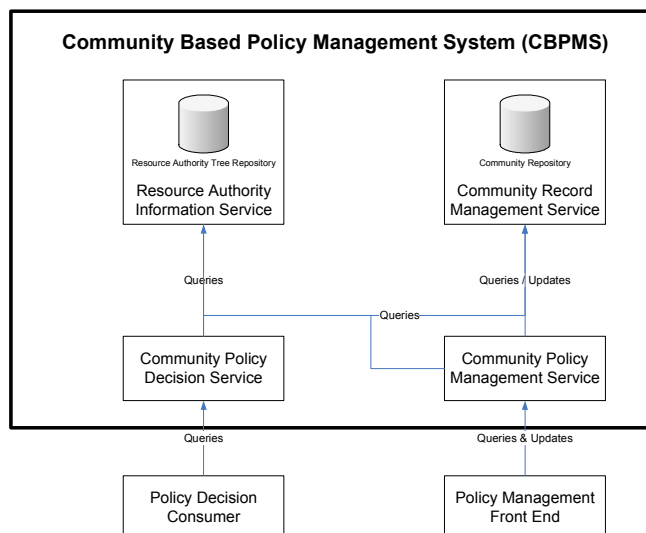 Community Based Policy Management System (CBPMS)
Resource Authority Tree Repository
Resource Authority
Information Service
Community Repository
Community Record
Management Service
Queries
Queries / Updates
Queries
Community Policy
Decision Service
Community Policy
Management Service
Queries
Queries & Updates
Policy Decision
Consumer
Policy Management
Front End